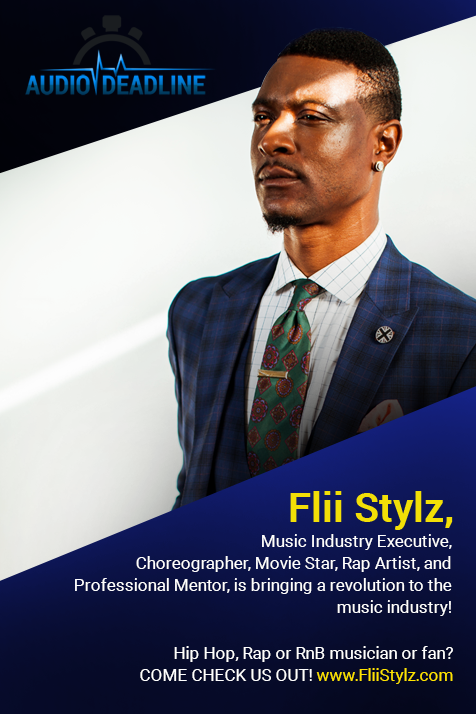 AUDIO DEADLINE
Flii Stylz,
Music Industry Executive,
Choreographer, Movie Star, Rap Artist, and
Professional Mentor, is bringing a revolution to the
music industry!
Hip Hop, Rap or RnB musician or fan?
COME CHECK US OUT! www.FliiStylz.com